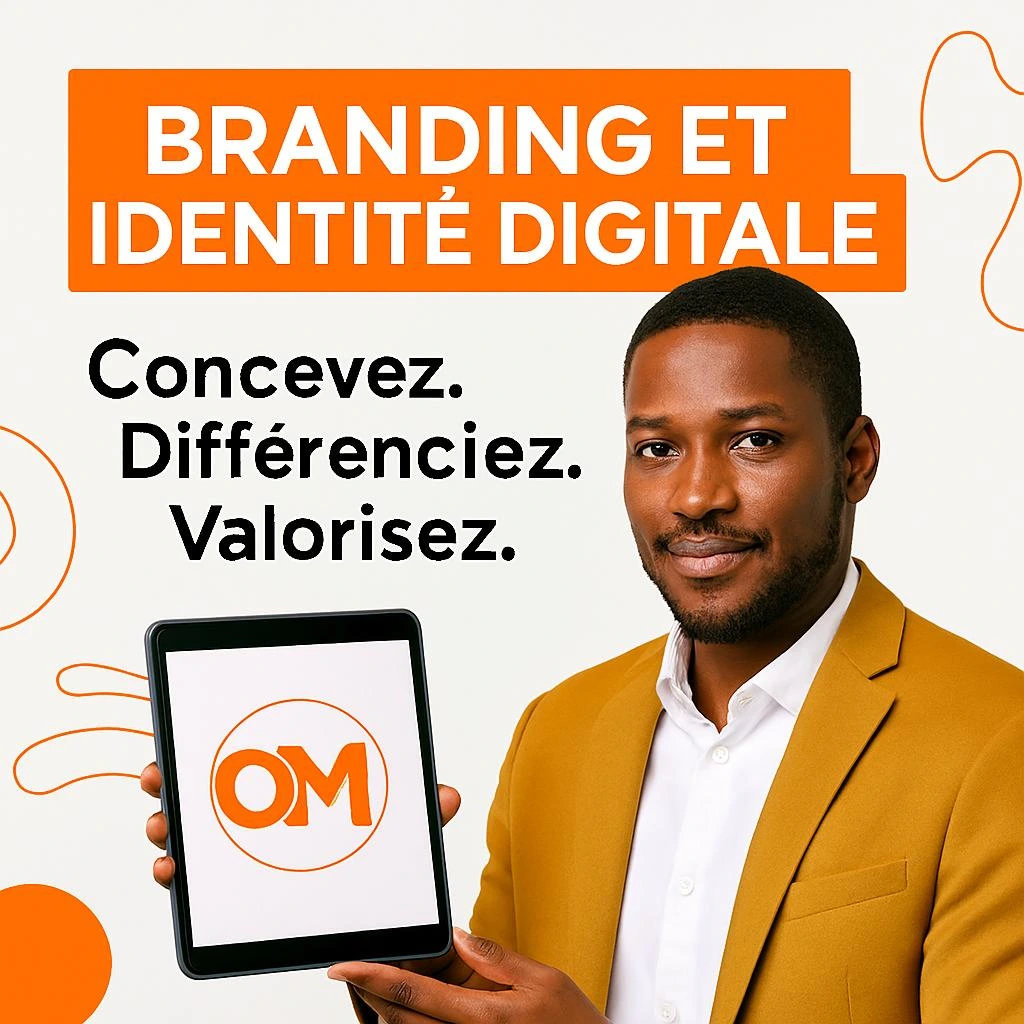 BRANDING ET
IDENTITÉ DIGITALE
Concevez.
Différenciez.
Valorisez.
OM